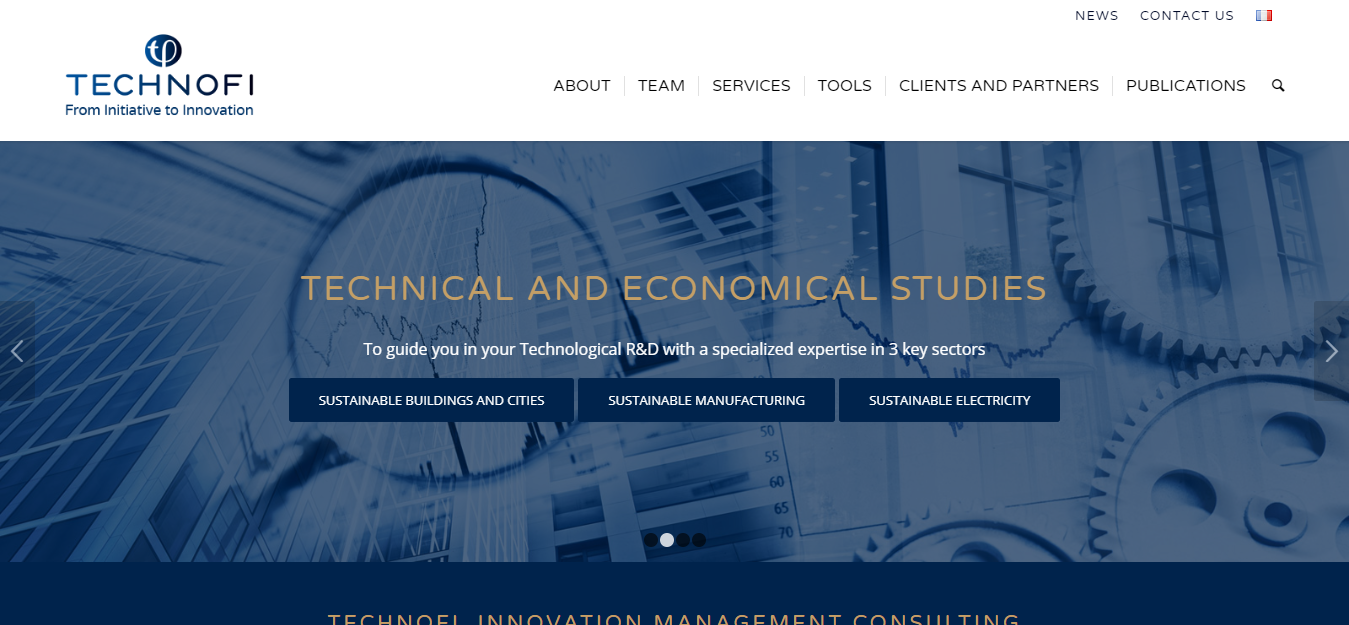 NEWS CONTACT US
tφ
TECHNOFI
From Initiative to Innovation
ABOUT TEAM SERVICES TOOLS CLIENTS AND PARTNERS PUBLICATIONS
TECHNICAL AND ECONOMICAL STUDIES
To guide you in your Technological R&D with a specialized expertise in 3 key sectors
SUSTAINABLE BUILDINGS AND CITIES SUSTAINABLE MANUFACTURING SUSTAINABLE ELECTRICITY
50
55
60
65
70
TECHNOFI, INNOVATION MANAGEMENT CONSULTING